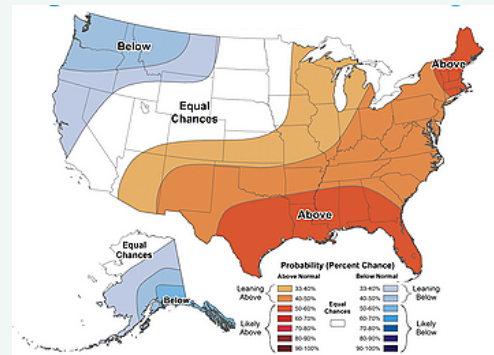 Below
Above
Equal
Chances
Above
Equal
Chances
Below
Probability (Percent Chance)
Above Normal
Below Normal
Leaning
Above
33-40%
40-50%
Likely
Above
50-60%
60-70%
70-80%
80-90%
90-100%
Equal
Chances
33-40%
40-50%
Leaning
Below
50-60%
60-70%
70-80%
80-90%
90-100%
Likely
Below